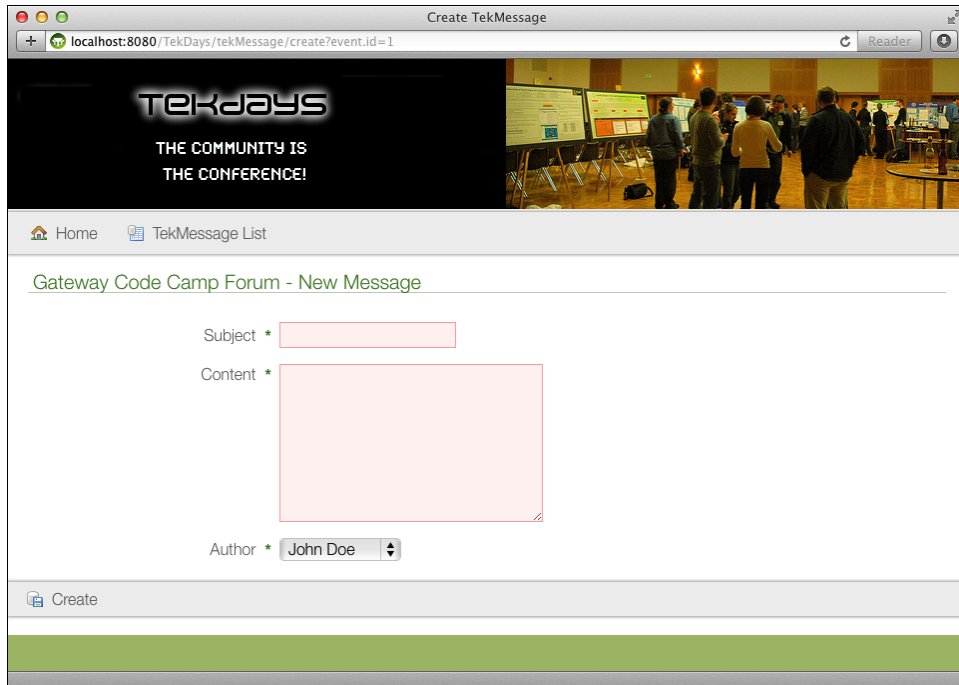 Create TekMessage
+ localhost:8080/TekDays/tekMessage/create?event.id=1
Reader
TEKDAYS
THE COMMUNITY IS
THE CONFERENCE!
Home TekMessage List
Gateway Code Camp Forum - New Message
Subject *
Content *
Author * John Doe
Create